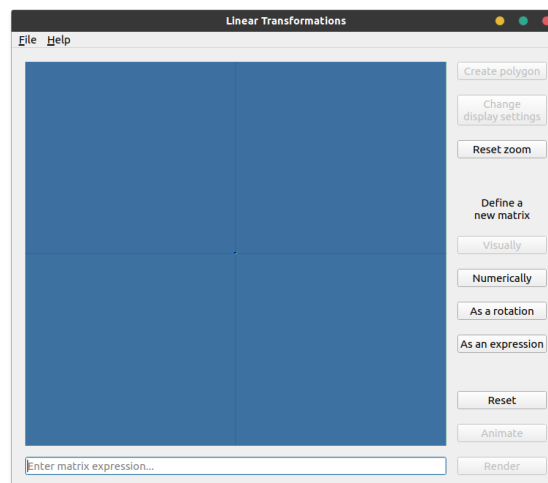 Linear Transformations
File Help
Create polygon
Change
display settings
Reset zoom
Define a
new matrix
Visually
Numerically
As a rotation
As an expression
Reset
Animate
Enter matrix expression...
Render